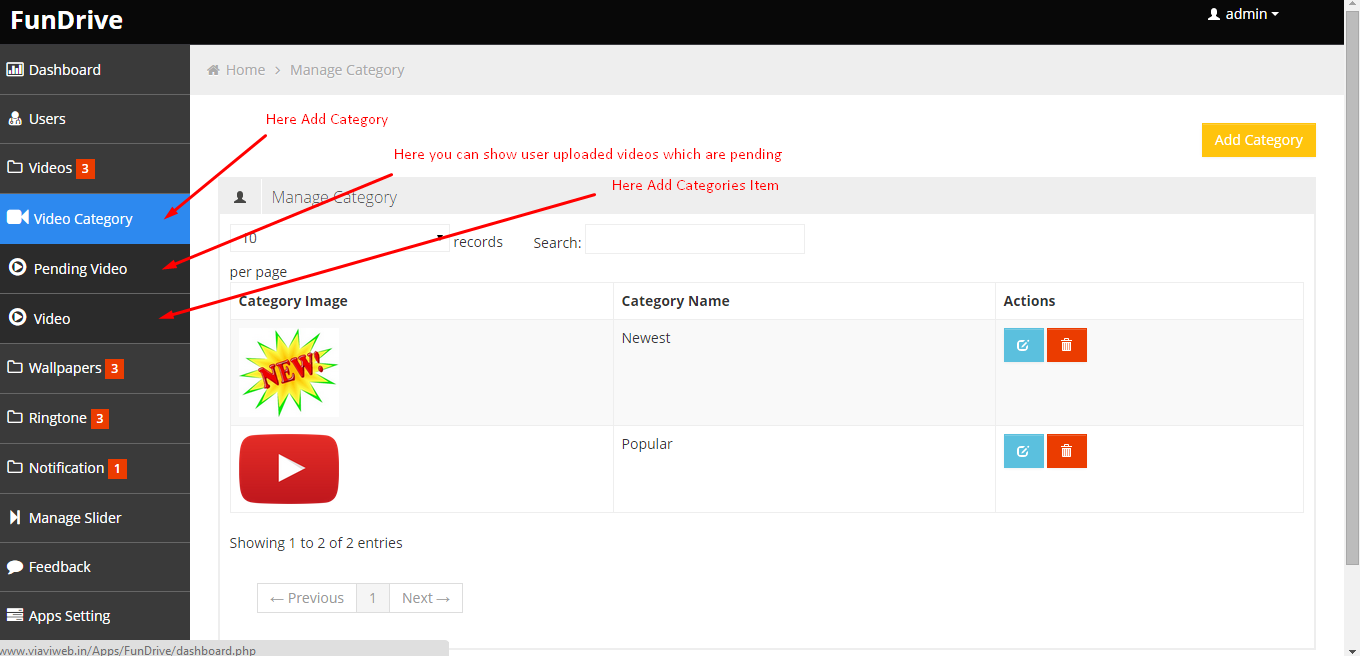 FunDrive
admin
Dashboard
Home > Manage Category
Users
Here Add Category
Add Category
Videos 3
Here you can show user uploaded videos which are pending
Here Add Categories Item
Manage Category
Video Category
10 records Search:
per page
Pending Video
Category Image Category Name Actions
Video
NEW!
Newest
Wallpapers 3
Ringtone 3
Popular
Notification 1
Manage Slider
Showing 1 to 2 of 2 entries
Feedback
← Previous 1 Next →
Apps Setting
www.viaviweb.in/Apps/FunDrive/dashboard.php